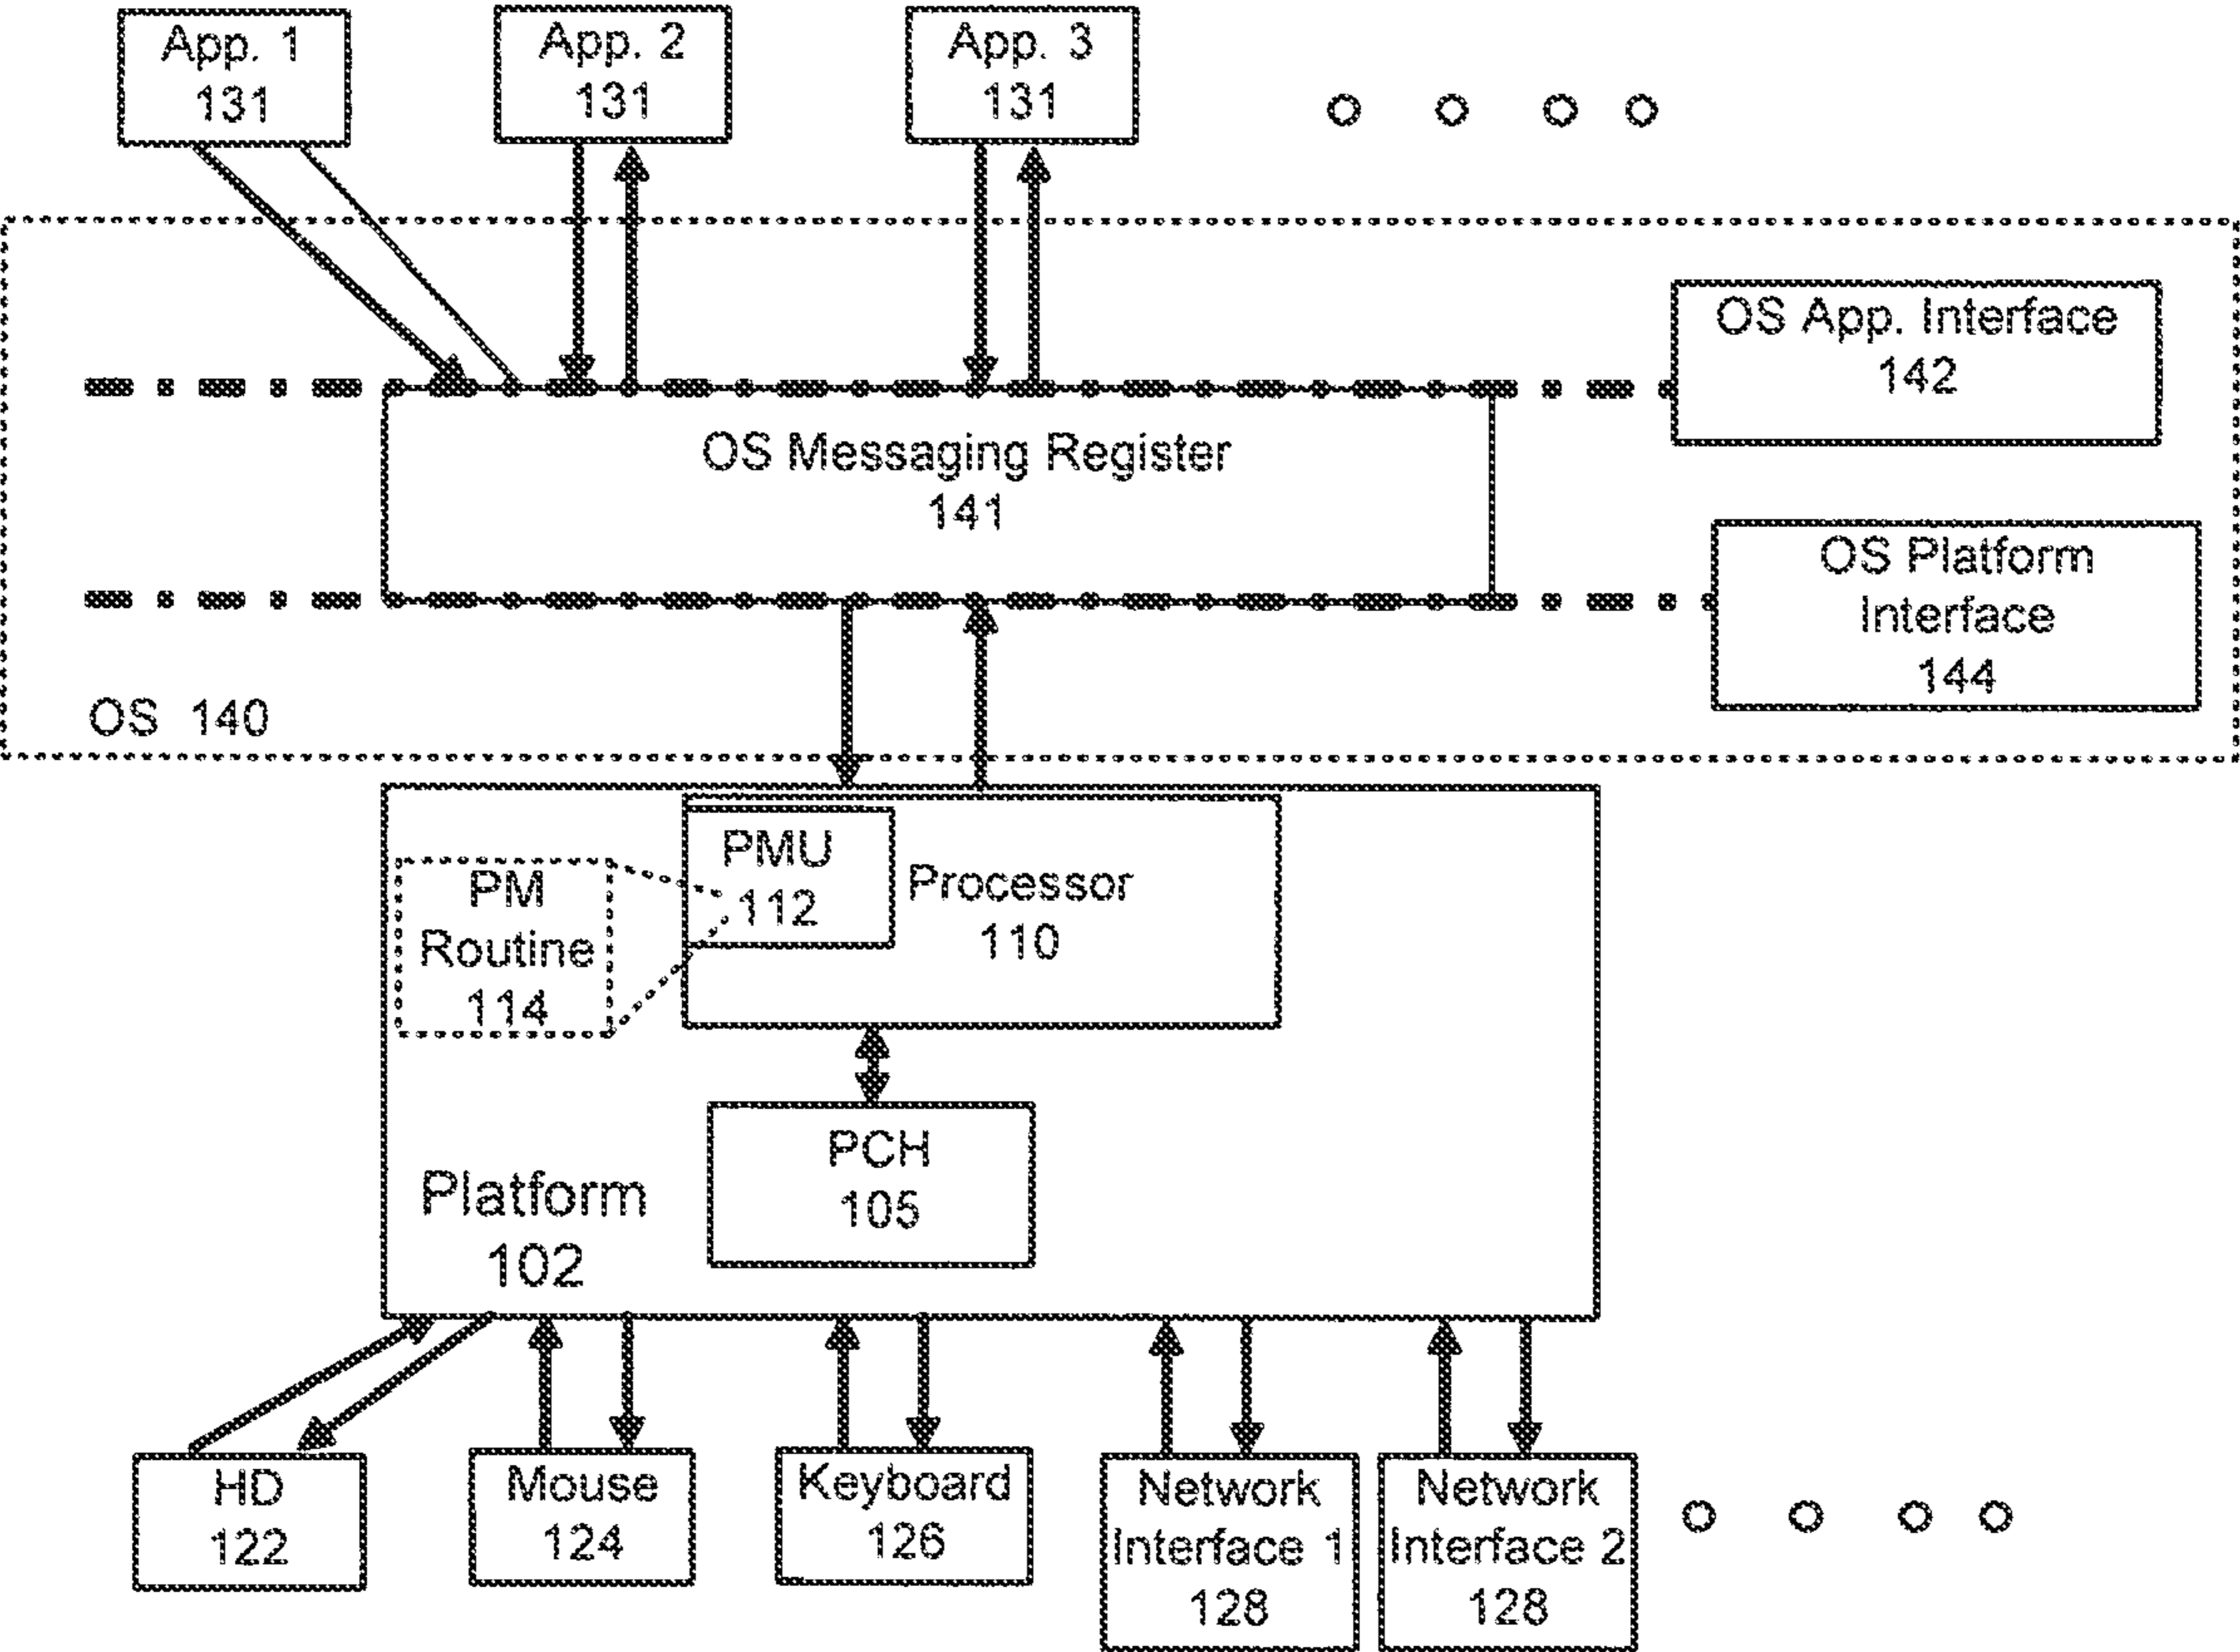 App. 1
131
App. 2
131
App. 3
131
OS App. Interface
142
OS Messaging Register
141
OS Platform
Interface
144
OS 140
PMU
112
Processor
110
PM
Routine
114
PCH
105
Platform
102
HD
122
Mouse
124
Keyboard
126
Network
Interface 1
128
Network
Interface 2
128